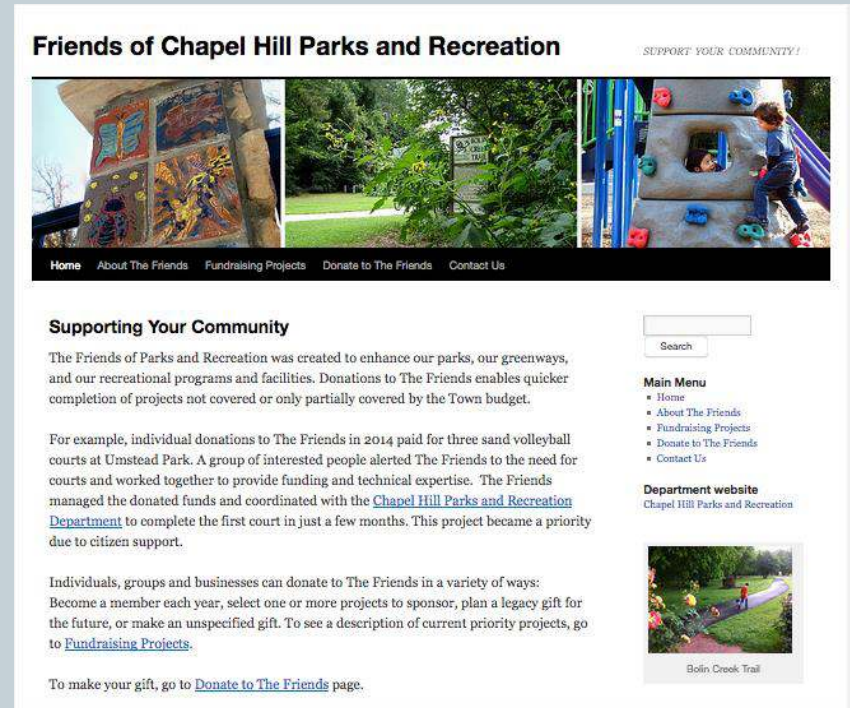 Friends of Chapel Hill Parks and Recreation
SUPPORT YOUR COMMUNITY!
Home About The Friends Fundraising Projects Donate to The Friends Contact Us
Supporting Your Community
The Friends of Parks and Recreation was created to enhance our parks, our greenways,
and our recreational programs and facilities. Donations to The Friends enables quicker
completion of projects not covered or only partially covered by the Town budget.
For example, individual donations to The Friends in 2014 paid for three sand volleyball
courts at Umstead Park. A group of interested people alerted The Friends to the need for
courts and worked together to provide funding and technical expertise. The Friends
managed the donated funds and coordinated with the Chapel Hill Parks and Recreation
Department to complete the first court in just a few months. This project became a priority
due to citizen support.
Individuals, groups and businesses can donate to The Friends in a variety of ways:
Become a member each year, select one or more projects to sponsor, plan a legacy gift for
the future, or make an unspecified gift. To see a description of current priority projects, go
to Fundraising Projects.
To make your gift, go to Donate to The Friends page.
Search
Main Menu
Home
About The Friends
Fundraising Projects
Donate to The Friends
Contact Us
Department website
Chapel Hill Parks and Recreation
Bolin Creek Trail